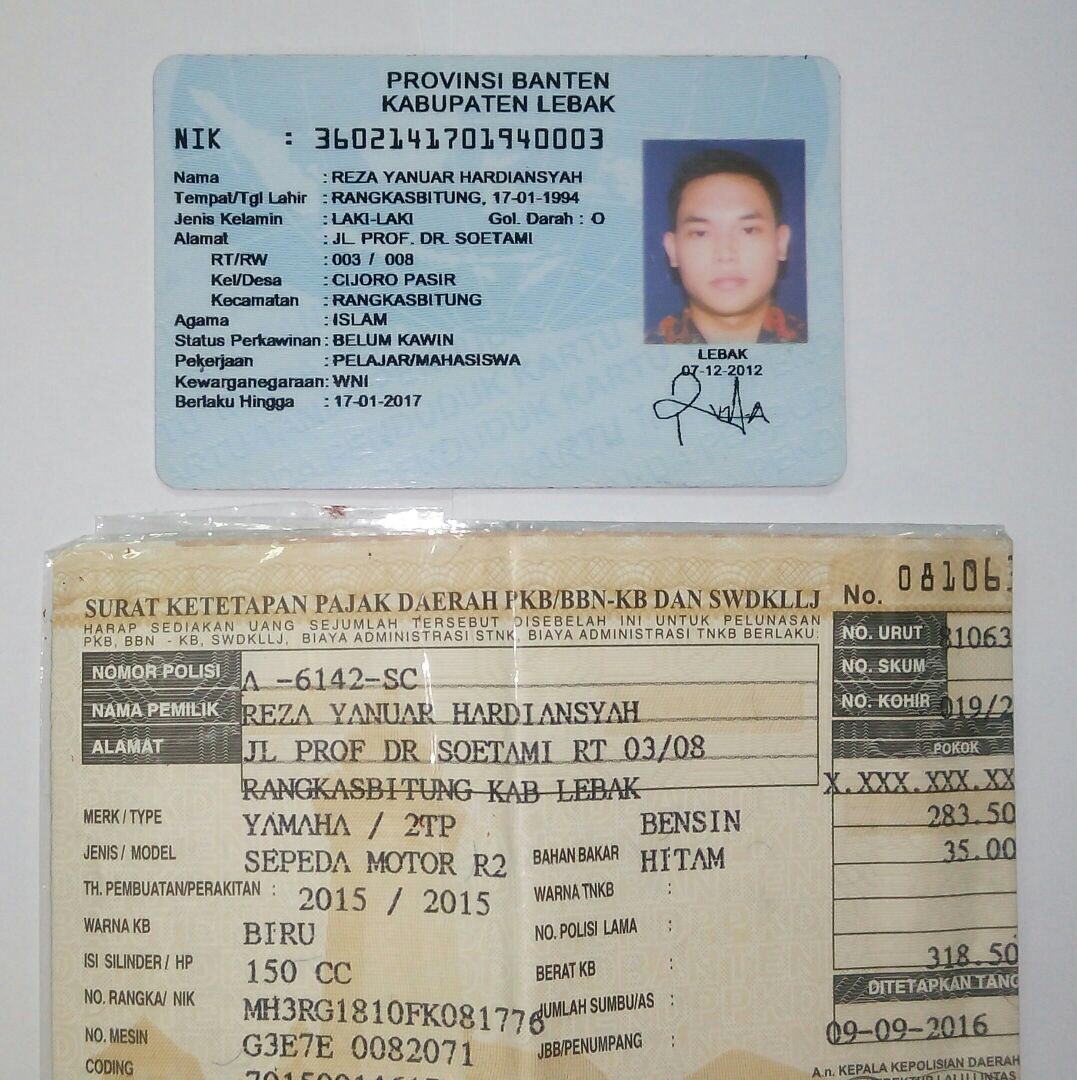 PROVINSI BANTEN
KABUPATEN LEBAK
NIK : 3602141701940003
Nama : REZA YANUAR HARDIANSYAH
Tempat/Tgl Lahir : RANGKASBITUNG, 17-01-1994
Jenis Kelamin : LAKI-LAKI Gol. Darah : O
Alamat : JL. PROF. DR. SOETAMI
RT/RW : 003 / 008
Kel/Desa : CIJORO PASIR
Kecamatan : RANGKASBITUNG
Agama : ISLAM
Status Perkawinan : BELUM KAWIN
Pekerjaan : PELAJAR/MAHASISWA
Kewarganegaraan: WNI
Berlaku Hingga : 17-01-2017
LEBAK
07-12-2012
SURAT KETETAPAN PAJAK DAERAH PKB/BBN-KB DAN SWDKLLJ No. 08106
HARAP SEDIAKAN UANG SEJUMLAH TERSEBUT DISEBELAH INI UNTUK PELUNASAN
PKB, BBN - KB, SWDKLLJ, BIAYA ADMINISTRASI STNK, BIAYA ADMINISTRASI TNKB BERLAKU:
NO. URUT 81063
NOMOR POLISI A -6142-SC NO. SKUM
NAMA PEMILIK REZA YANUAR HARDIANSYAH NO. KOHIR 019/2
ALAMAT JL PROF DR SOETAMI RT 03/08 POKOK
RANGKASBITUNG KAB LEBAK X.XXX.XXX.XX
MERK / TYPE YAMAHA / 2TP BENSIN 283.50
JENIS / MODEL SEPEDA MOTOR R2 BAHAN BAKAR HITAM 35.00
TH. PEMBUATAN/PERAKITAN : 2015 / 2015 WARNA TNKB :
WARNA KB BIRU NO. POLISI LAMA :
ISI SILINDER / HP 150 CC BERAT KB : 318.50
NO. RANGKA/ NIK MH3RG1810FK081776 JUMLAH SUMBU/AS : DITETAPKAN TANG
NO. MESIN G3E7E 0082071 JBB/PENUMPANG : 09-09-2016
CODING A.n. KEPALA KEPOLISIAN DAERAH